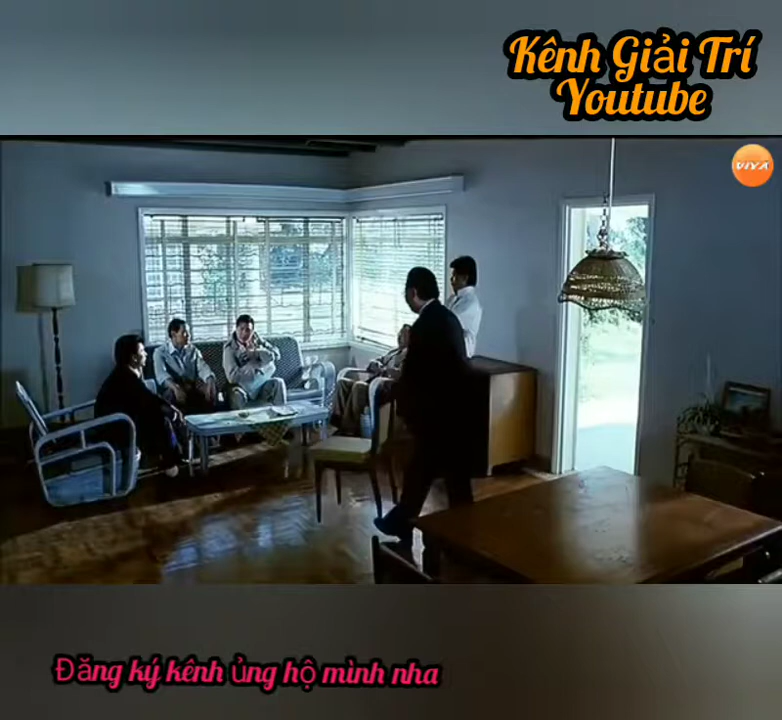 Kênh Giải Trí
Youtube
VIVA
Đăng ký kênh ủng hộ mình nha